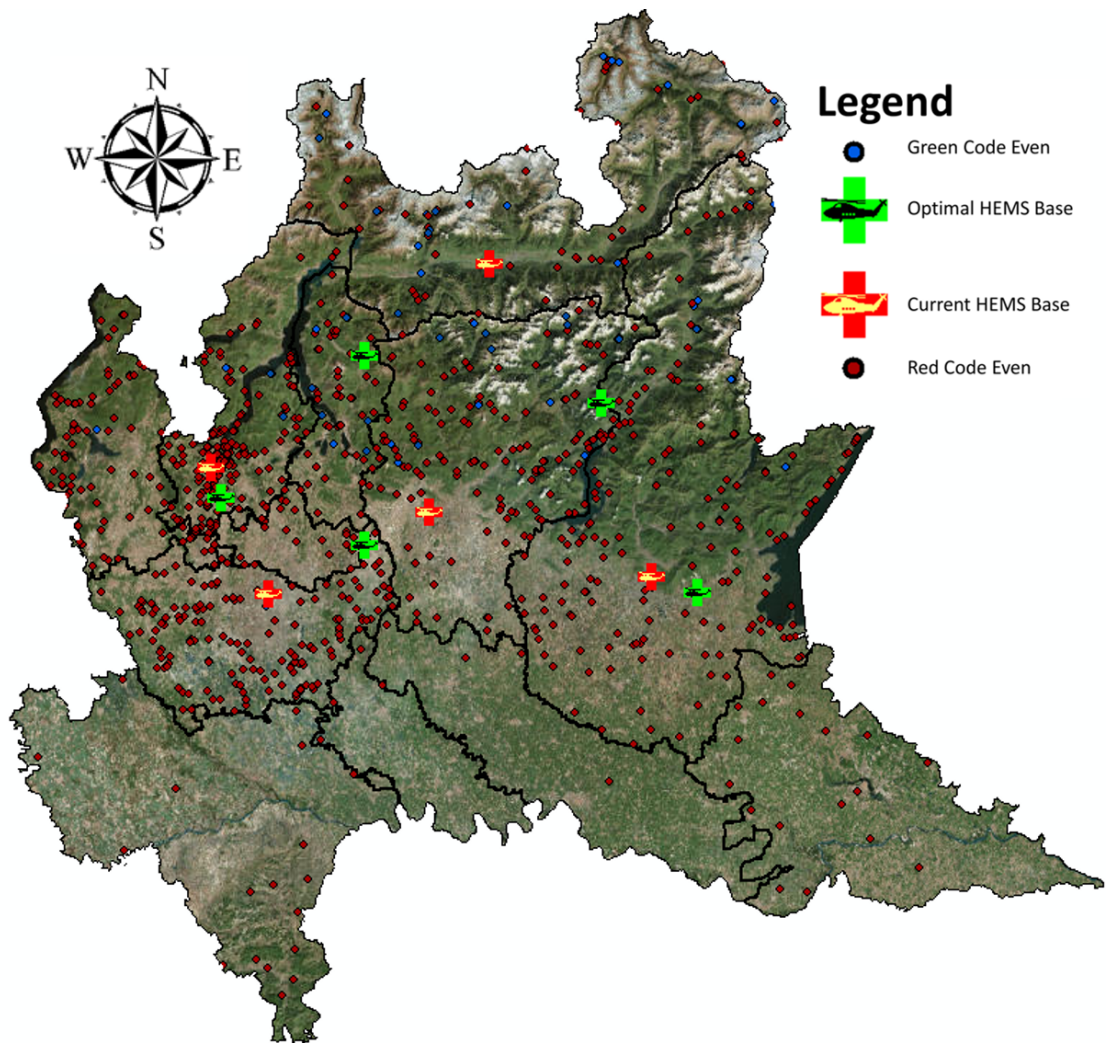 N
W E
S
Legend
Green Code Even
Optimal HEMS Base
Current HEMS Base
Red Code Even